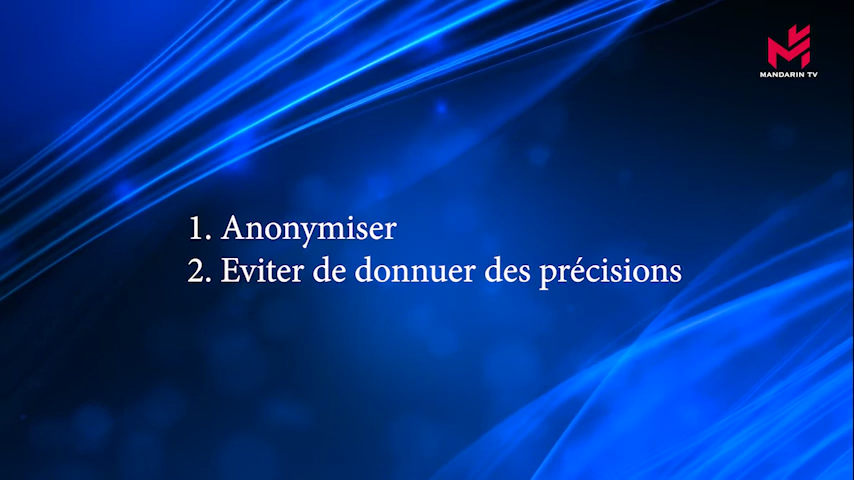 MANDARIN TV
1. Anonymiser
2. Eviter de donnuer des précisions